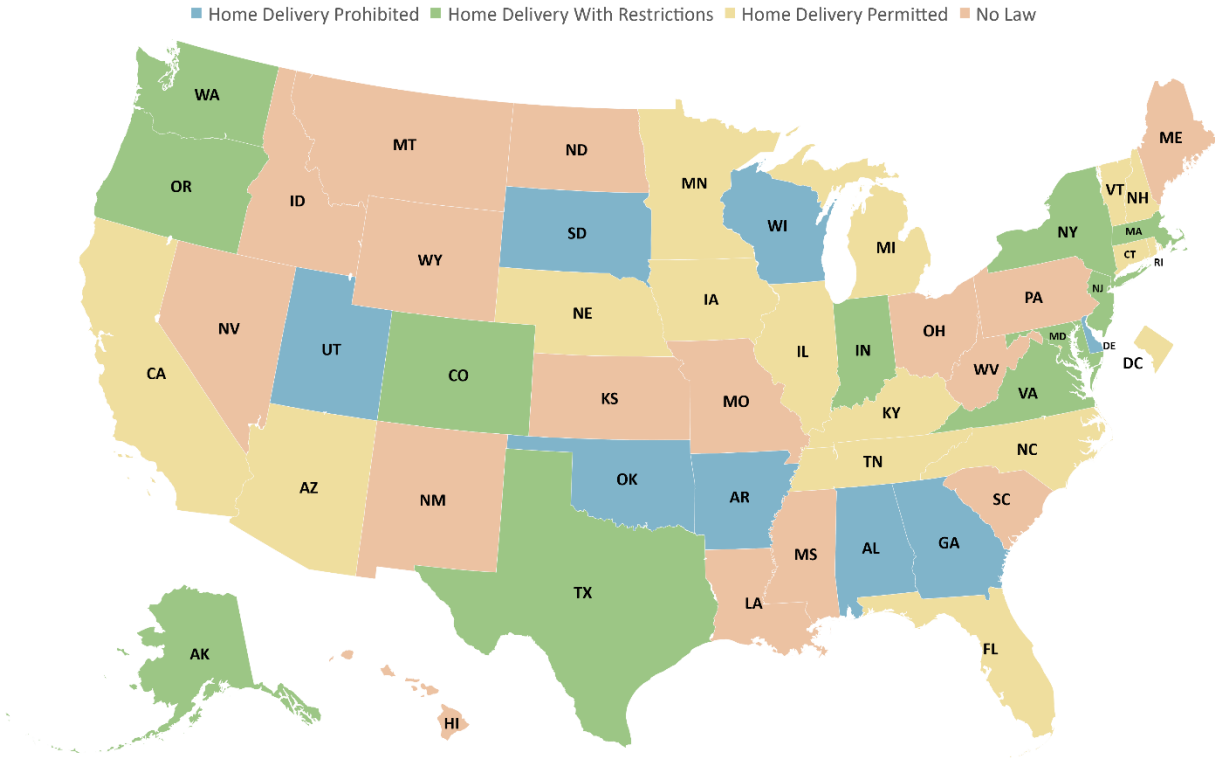 Home Delivery Prohibited Home Delivery With Restrictions Home Delivery Permitted No Law
WA
ME
MT
ND
MN
VT
NH
OR
ID
SD
WI
NY
MA
MI
CT
RI
WY
IA
PA
NJ
NE
NV
OH
MD
DE
UT
IL
IN
DC
CA
CO
WV
VA
KS
MO
KY
NC
TN
AZ
OK
NM
AR
SC
MS
AL
GA
TX
LA
AK
FL
HI